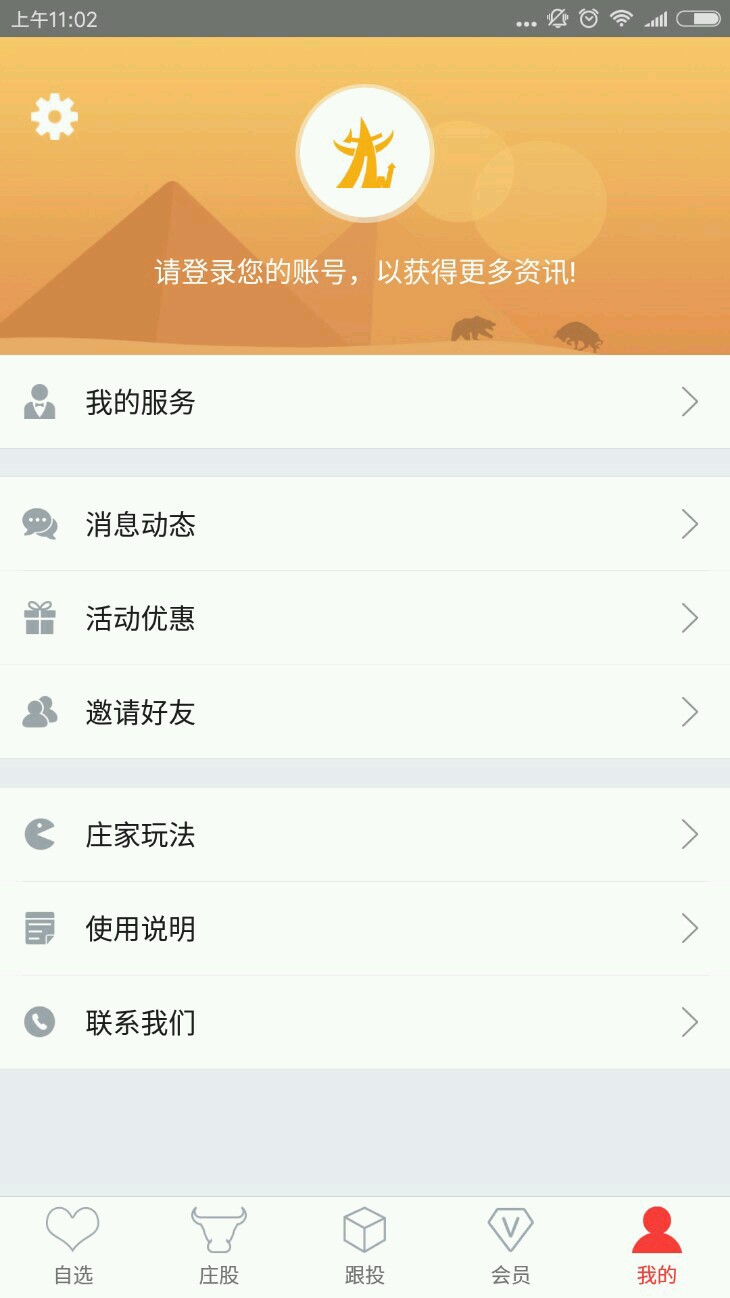 上午11:02
请登录您的账号，以获得更多资讯!
我的服务
消息动态
活动优惠
邀请好友
庄家玩法
使用说明
联系我们
自选
庄股
跟投
会员
我的